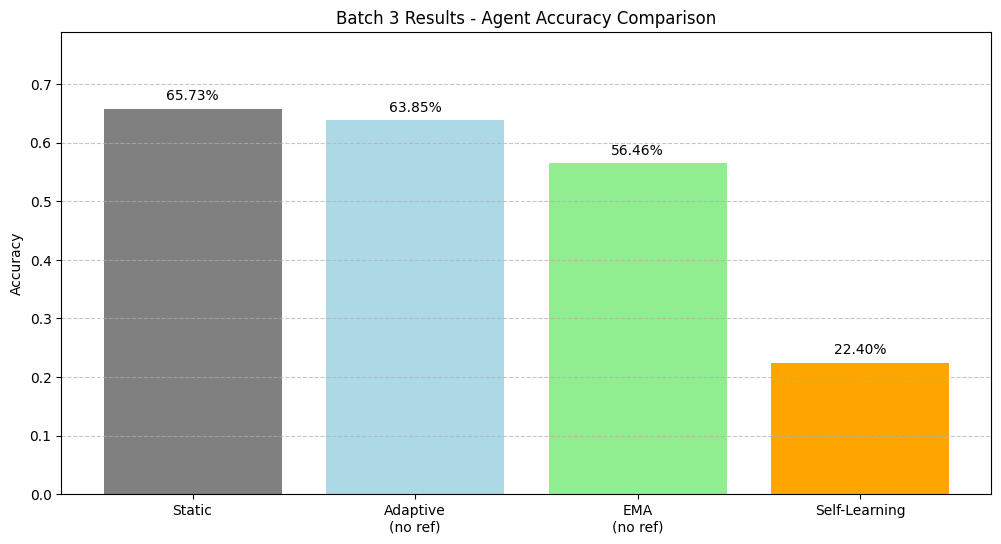 Batch 3 Results - Agent Accuracy Comparison
Accuracy
0.7
0.6
0.5
0.4
0.3
0.2
0.1
0.0
65.73%
63.85%
56.46%
22.40%
Static
Adaptive
(no ref)
EMA
(no ref)
Self-Learning